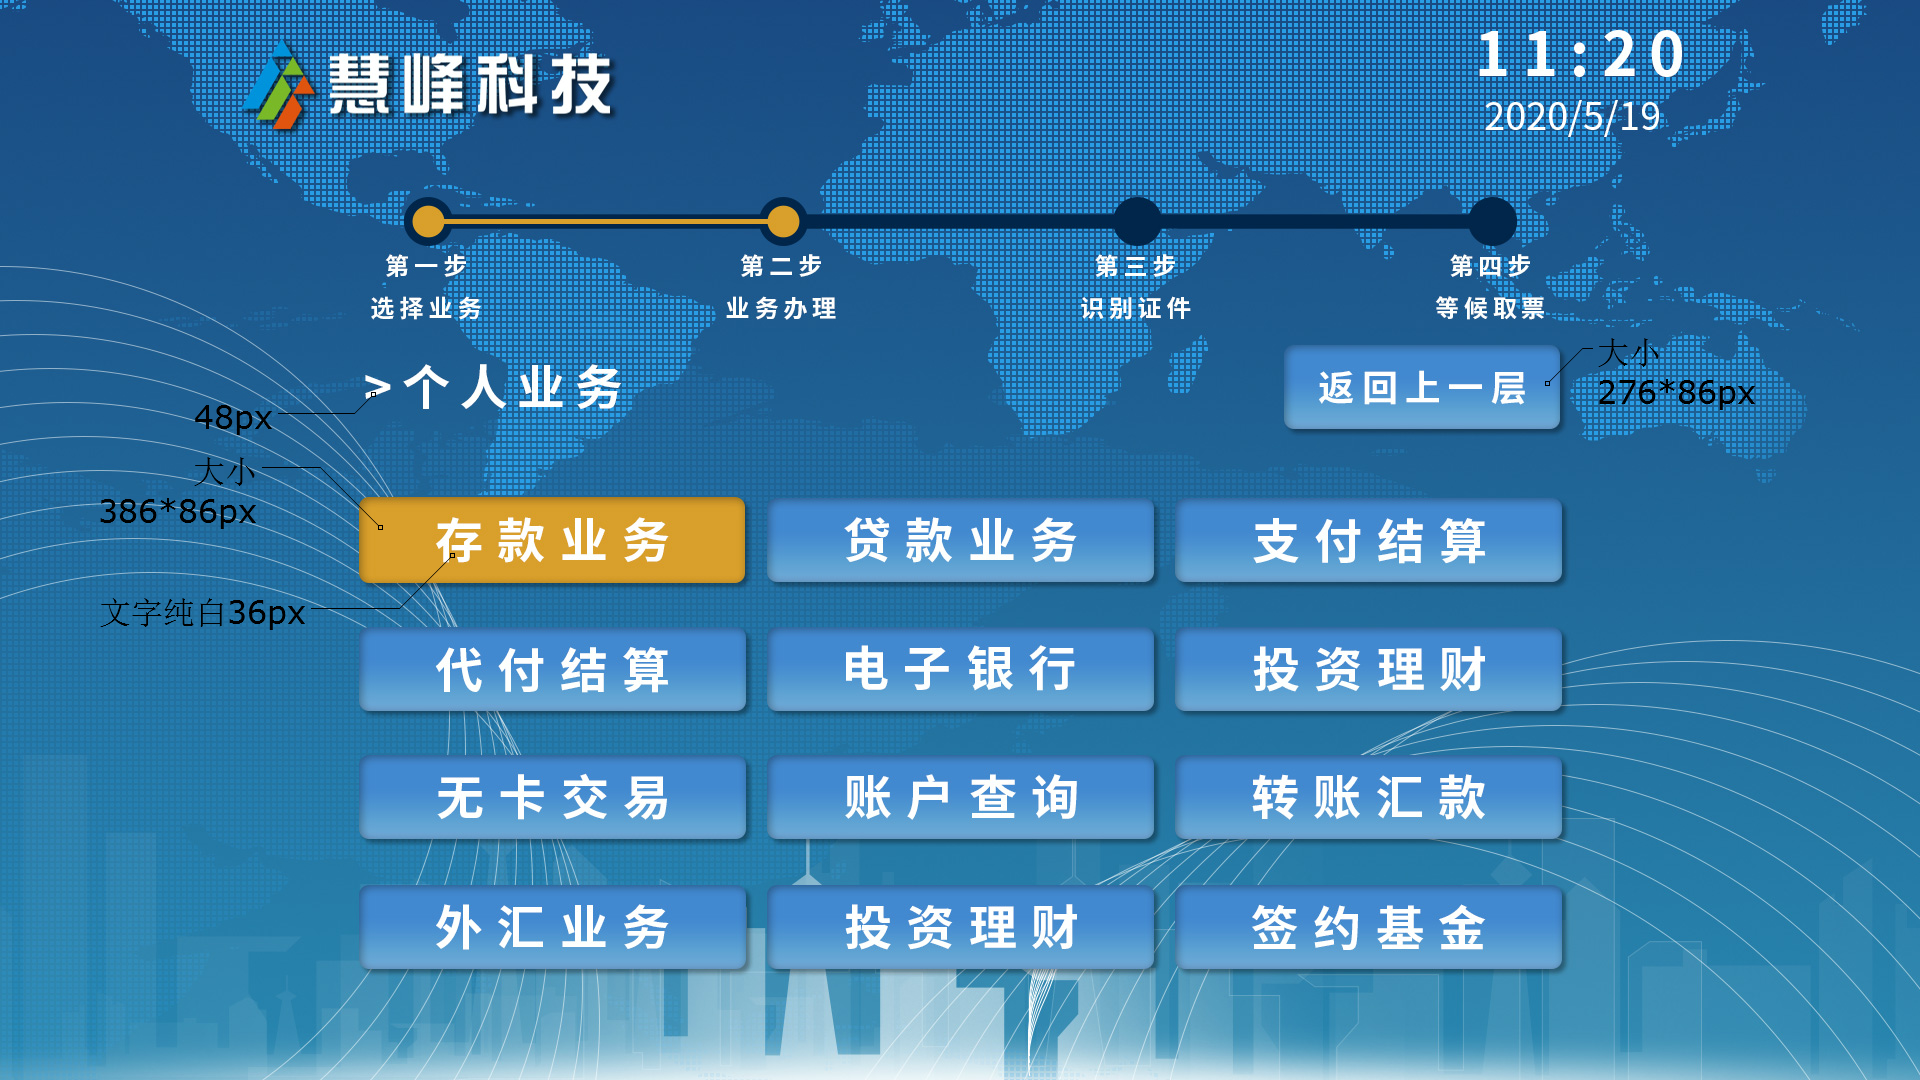 慧峰科技
11:20
2020/5/19
第一步
选择业务
第二步
业务办理
第三步
识别证件
第四步
等候取票
>个人业务
返回上一层
大小
276*86px
48px
大小
386*86px
文字纯白36px
存款业务
贷款业务
支付结算
代付结算
电子银行
投资理财
无卡交易
账户查询
转账汇款
外汇业务
投资理财
签约基金